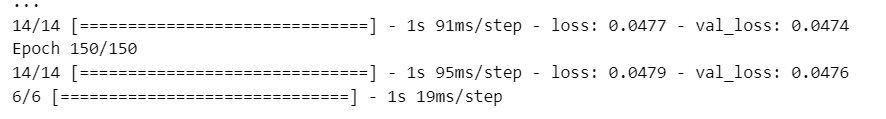 ...
14/14 [==============================] - 1s 91ms/step - loss: 0.0477 - val_loss: 0.0474
Epoch 150/150
14/14 [==============================] - 1s 95ms/step - loss: 0.0479 - val_loss: 0.0476
6/6 [==============================] - 1s 19ms/step